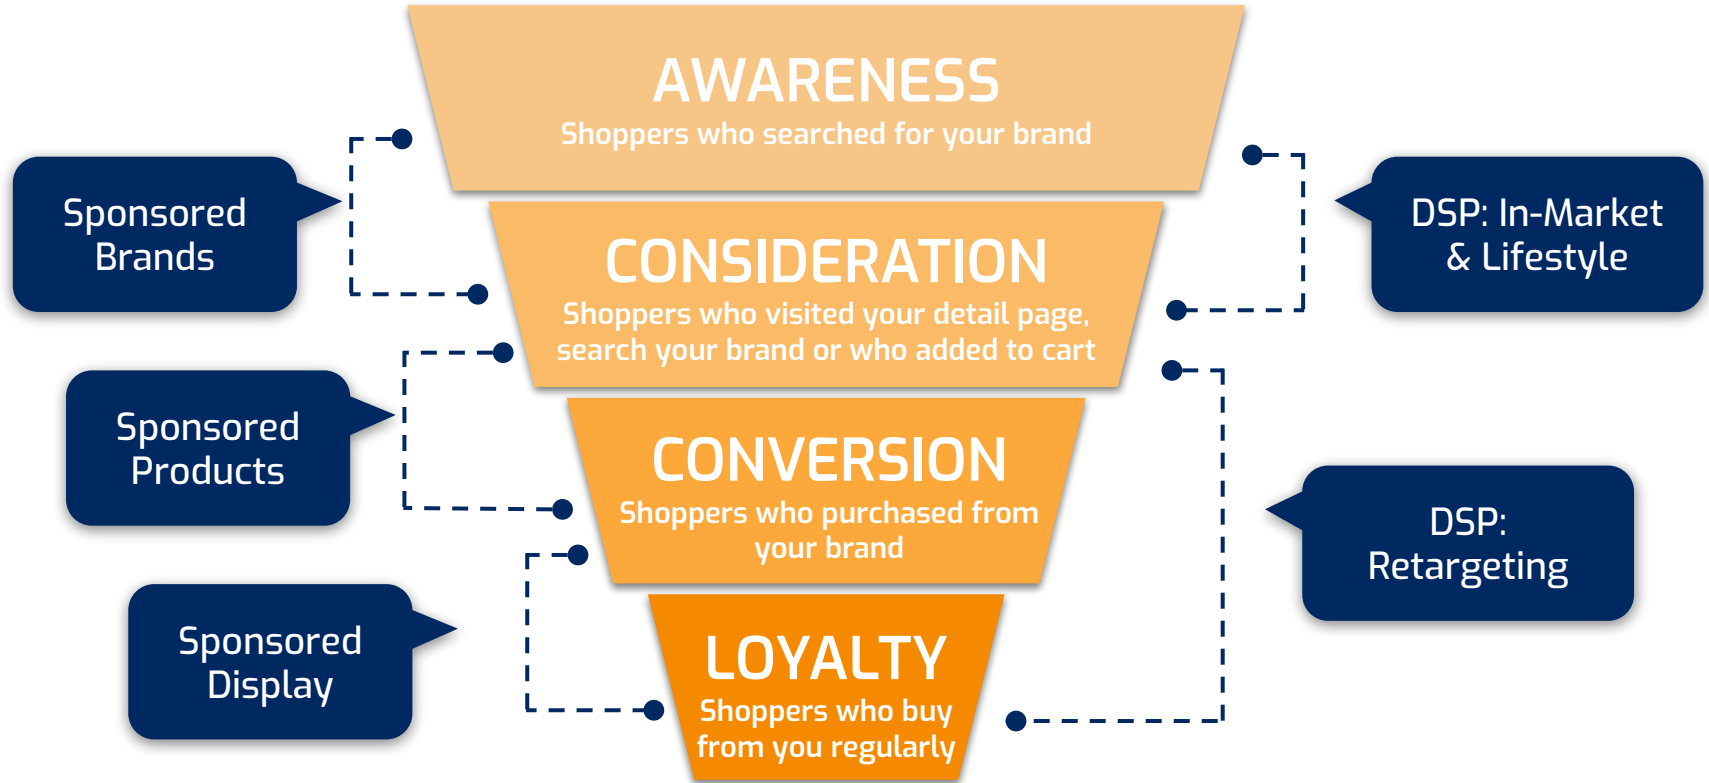 AWARENESS
Shoppers who searched for your brand
CONSIDERATION
Shoppers who visited your detail page,
search your brand or who added to cart
CONVERSION
Shoppers who purchased from
your brand
LOYALTY
Shoppers who buy
from you regularly
Sponsored
Brands
Sponsored
Products
Sponsored
Display
DSP: In-Market
& Lifestyle
DSP:
Retargeting